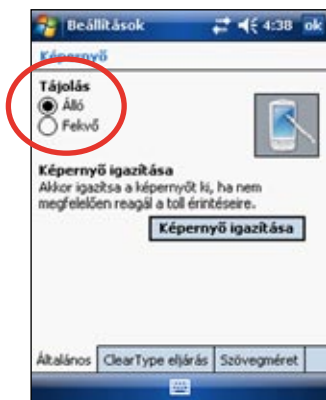 Beállítások 4:38 ok
Képernyő
Tájolás
Álló
Fekvő
Képernyő igazítása
Akkor igazítsa a képernyőt ki, ha nem
megfelelően reagál a toll érintéseire.
Képernyő igazítása
Általános ClearType eljárás Szövegméret